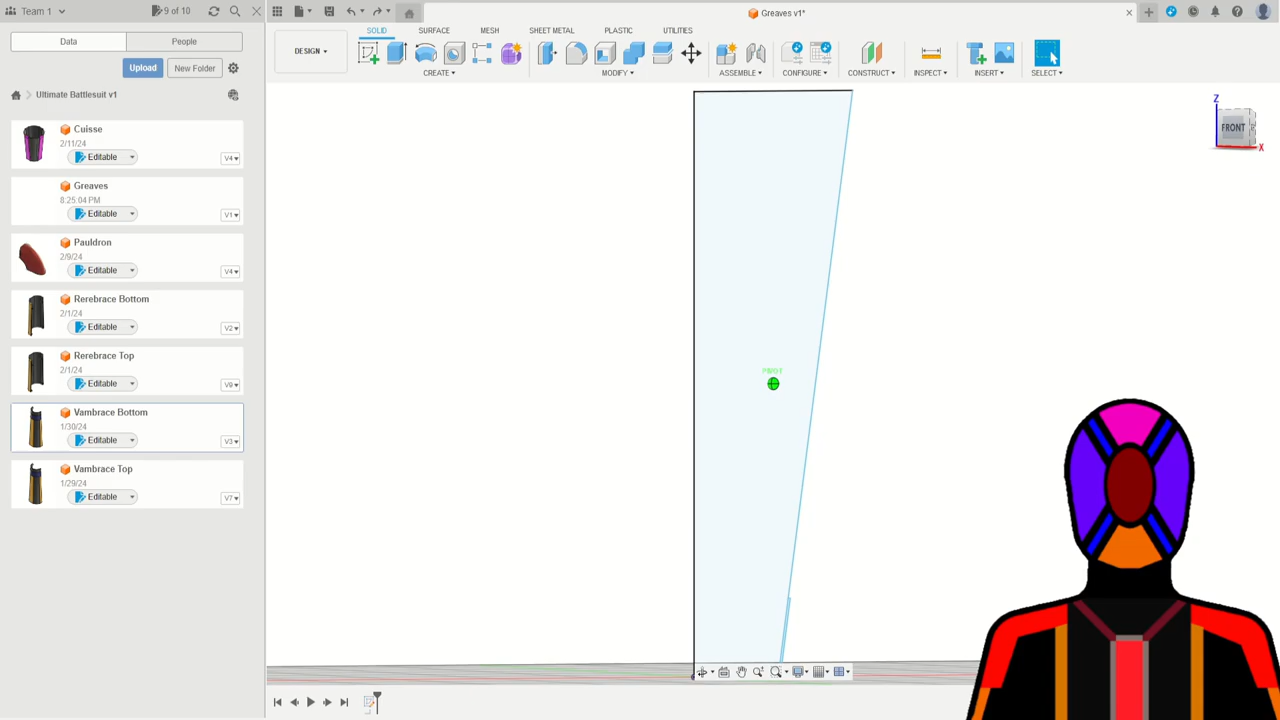 Team 1
9 of 10
Greaves v1*
Data
People
SOLID
SURFACE
MESH
SHEET METAL
PLASTIC
UTILITIES
DESIGN
Upload
New Folder
CREATE
MODIFY
ASSEMBLE
CONFIGURE
CONSTRUCT
INSPECT
INSERT
SELECT
Ultimate Battlesuit v1
Cuisse
2/11/24
Editable
V4
Greaves
8:25:04 PM
Editable
V1
Pauldron
2/9/24
Editable
V4
Rerebrace Bottom
2/1/24
Editable
V2
Rerebrace Top
2/1/24
Editable
V9
Vambrace Bottom
1/30/24
Editable
V3
Vambrace Top
1/29/24
Editable
V7
Z
FRONT
X
PIVOT